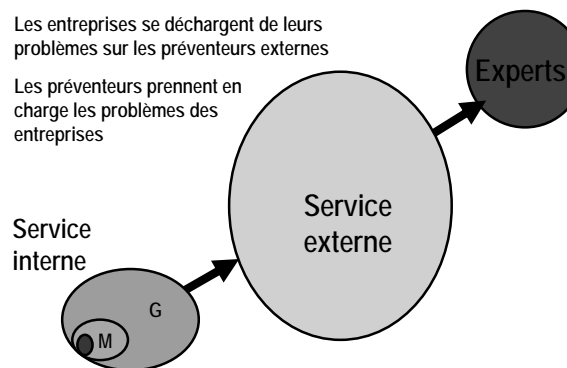 Les entreprises se déchargent de leurs
problèmes sur les préventeurs externes
Les préventeurs prennent en
charge les problèmes des
entreprises
Experts
Service
externe
Service
interne
G
M